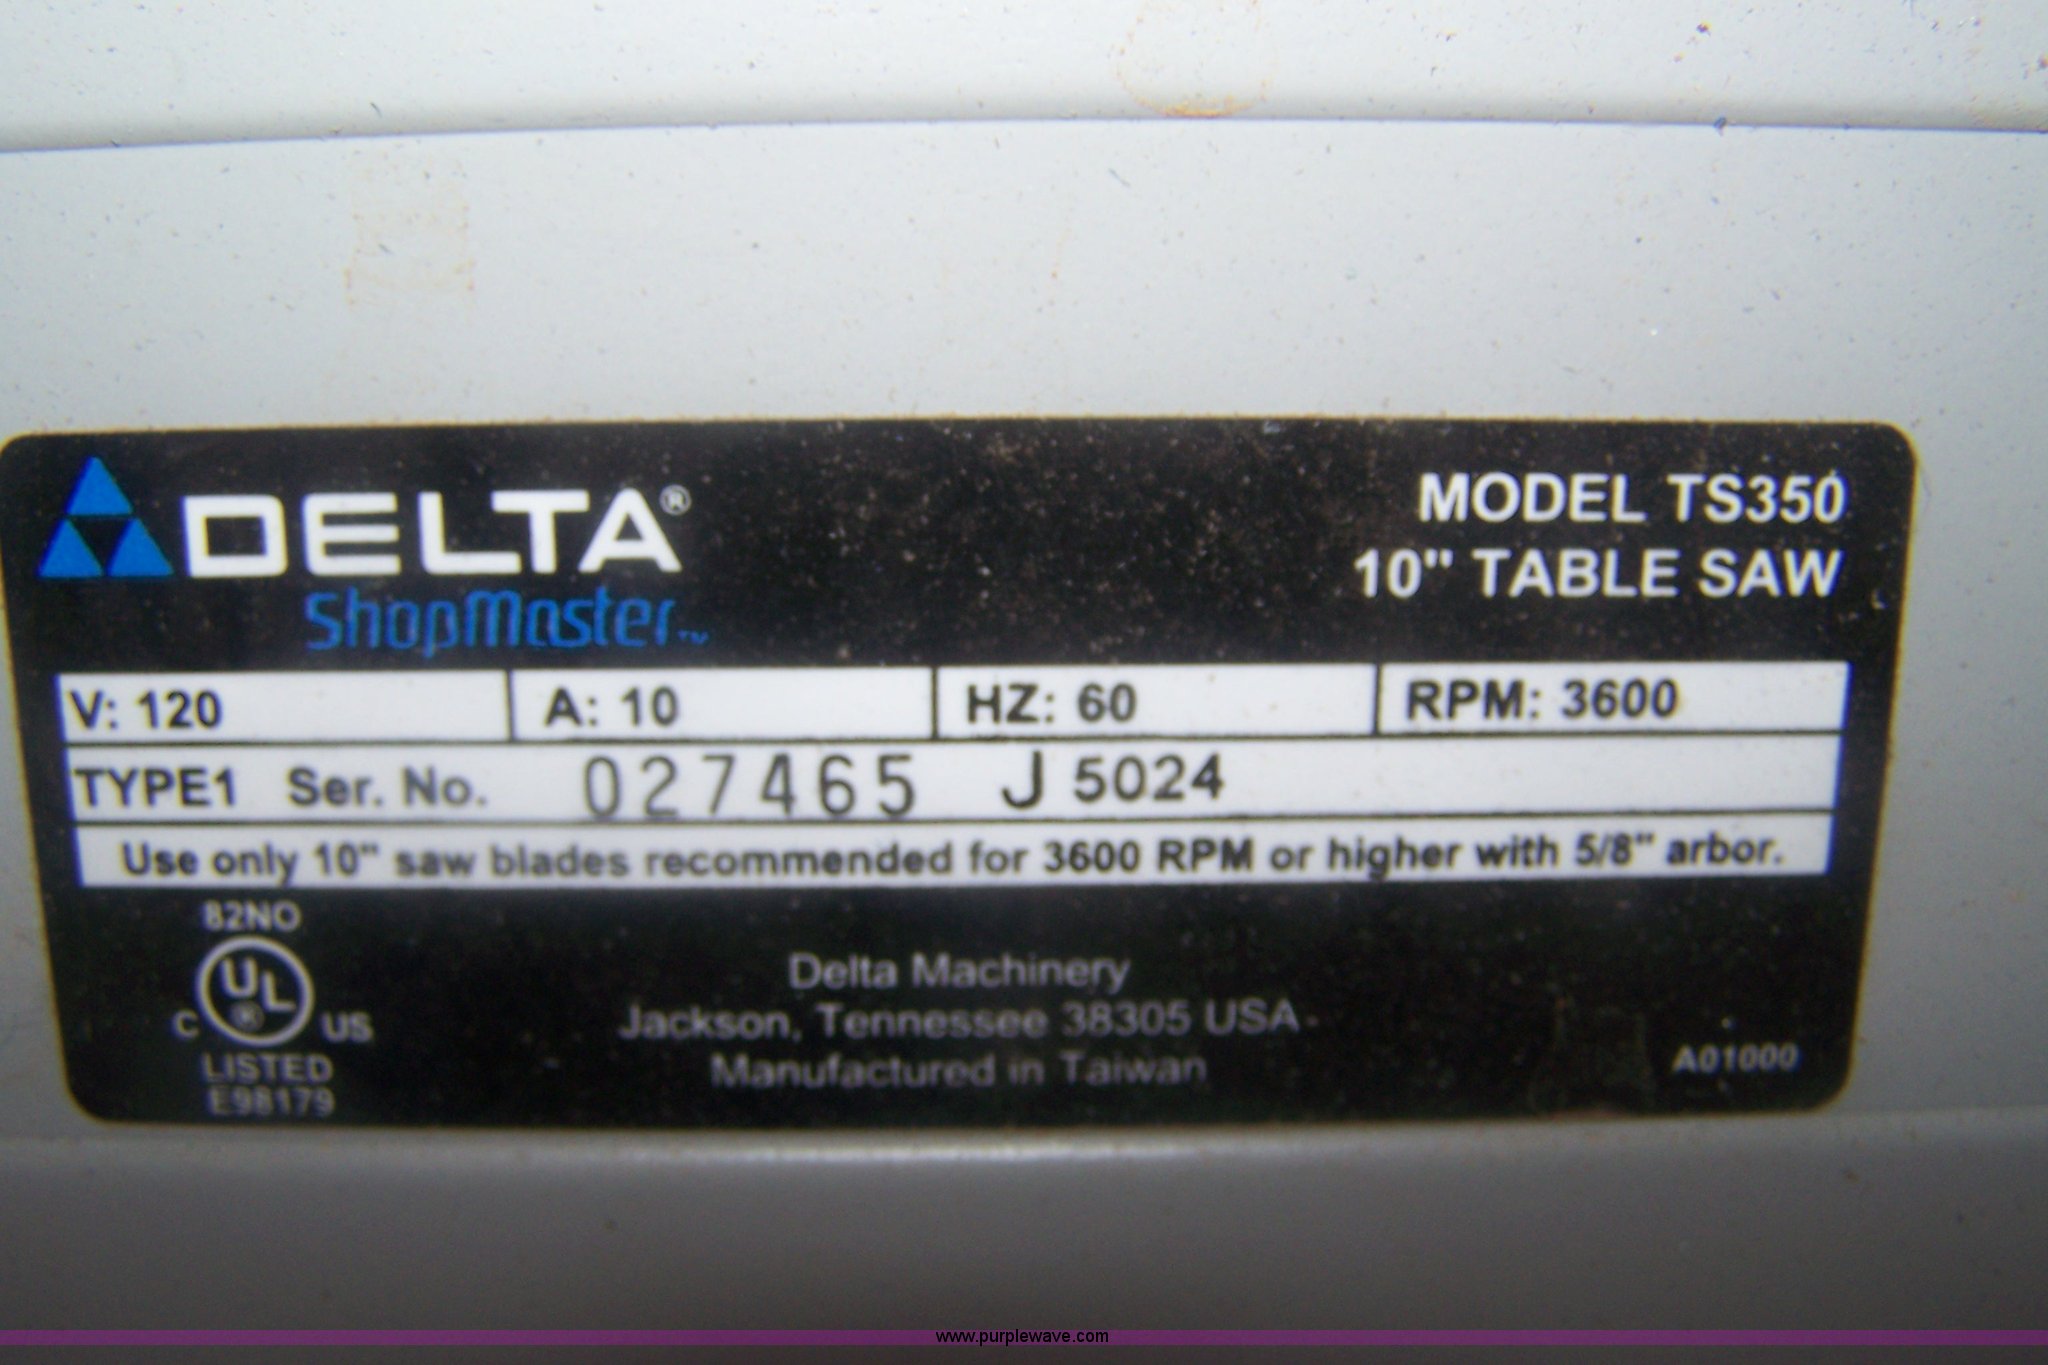 DELTA®
ShopMaster™
MODEL TS350
10" TABLE SAW
V: 120 A: 10 HZ: 60 RPM: 3600
TYPE1 Ser. No. 027465 J 5024
Use only 10" saw blades recommended for 3600 RPM or higher with 5/8" arbor.
82NO
UL ®
C US
LISTED
E98179
Delta Machinery
Jackson, Tennessee 38305 USA
Manufactured in Taiwan
A01000
www.purplewave.com